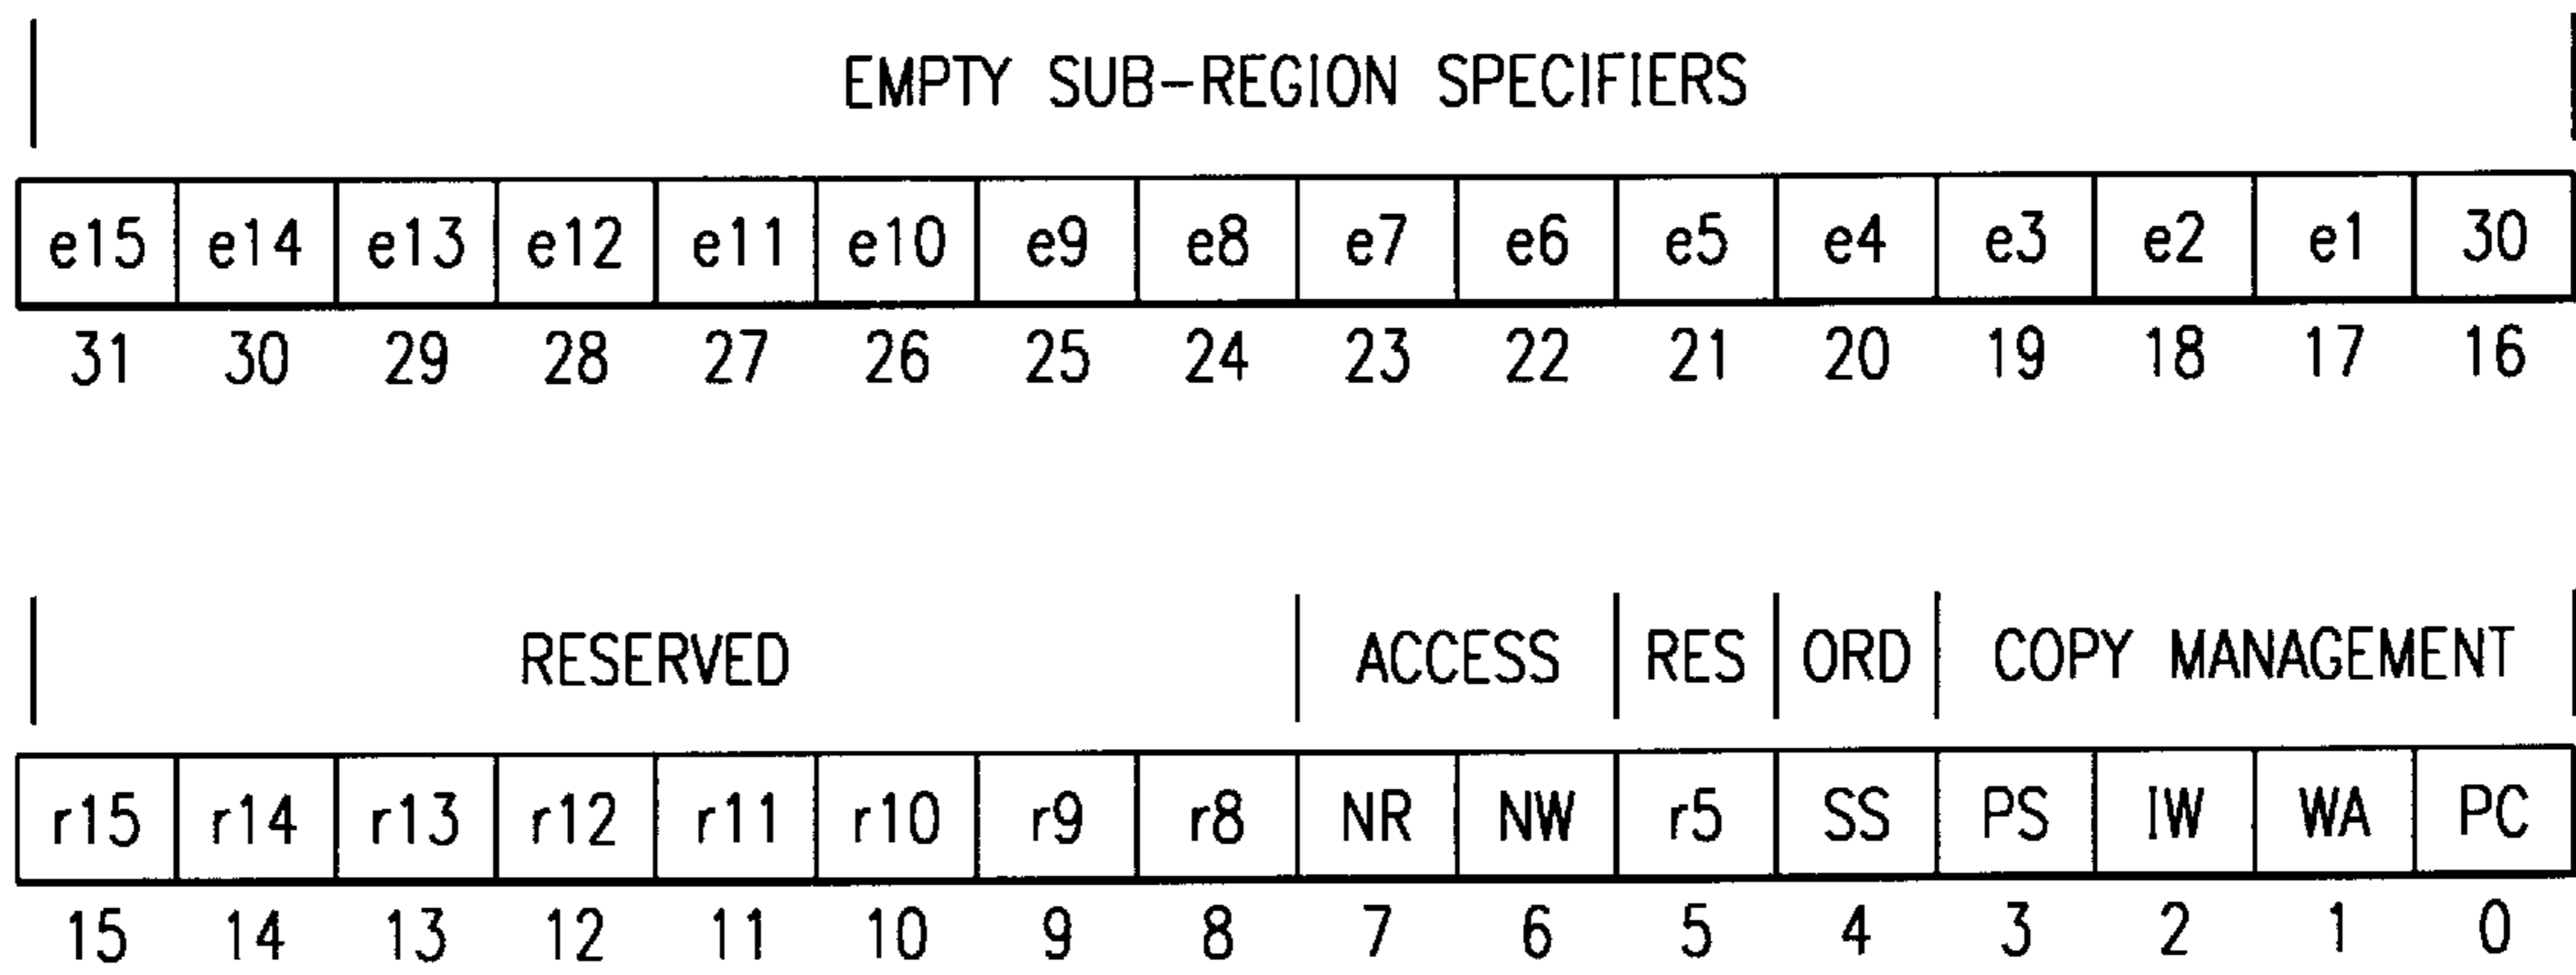 EMPTY SUB-REGION SPECIFIERS
e15 e14 e13 e12 e11 e10 e9 e8 e7 e6 e5 e4 e3 e2 e1 30
31 30 29 28 27 26 25 24 23 22 21 20 19 18 17 16
RESERVED ACCESS RES ORD COPY MANAGEMENT
r15 r14 r13 r12 r11 r10 r9 r8 NR NW r5 SS PS IW WA PC
15 14 13 12 11 10 9 8 7 6 5 4 3 2 1 0